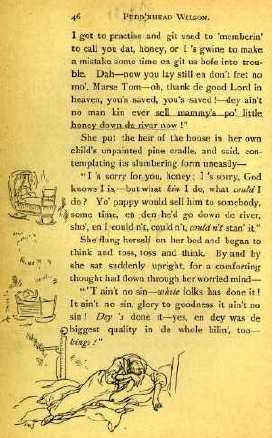 46 PUDD'NHEAD WILSON.
I got to practise and git used to 'memberin'
to call you dat, honey, or I 's gwine to make
a mistake some time en git us bofe into trou-
ble. Dah—now you lay still en don't fret no
mo', Marse Tom—oh, thank de good Lord in
heaven, you's saved, you's saved!—dey ain't
no man kin ever sell mammy's po' little
honey down de river now!"
She put the heir of the house in her own
child's unpainted pine cradle, and said, con-
templating its slumbering form uneasily—
"I 's sorry for you, honey; I 's sorry, God
knows I is—but what kin I do, what could I
do? Yo' pappy would sell him to somebody,
some time, en den he'd go down de river,
sho', en I could n't, could n't, could n't stan' it."
She flung herself on her bed and began to
think and toss, toss and think. By and by
she sat suddenly upright, for a comforting
thought had flown through her worried mind—
"'T ain't no sin—white folks has done it!
It ain't no sin, glory to goodness it ain't no
sin! Dey 's done it—yes, en dey was de
biggest quality in de whole bilin', too—
kings!"